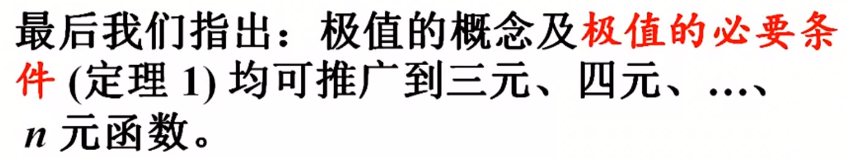 最后我们指出：极值的概念及极值的必要条
件 (定理 1) 均可推广到三元、四元、…、
n 元函数。